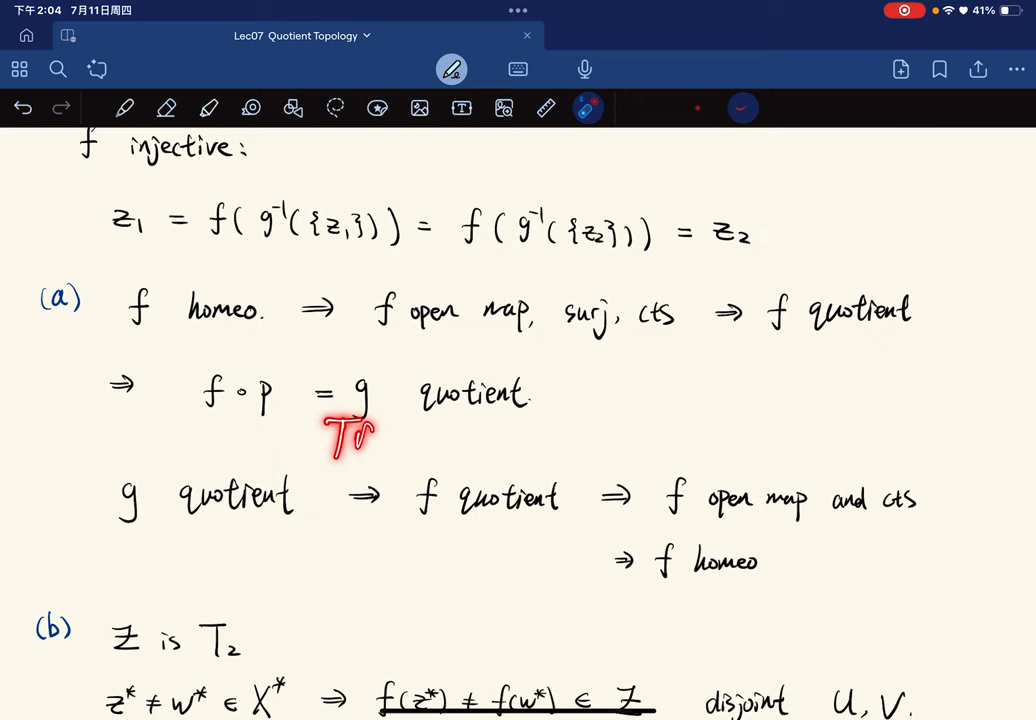 下午 2:04 7月11日周四
41%
Lec07 Quotient Topology
f injective:
z₁ = f( g⁻¹({z₁})) = f( g⁻¹({z₂})) = z₂
(a) f homeo. ⇒ f open map, surj, cts ⇒ f quotient
⇒ f ∘ p = g quotient.
g quotient ⇒ f quotient ⇒ f open map and cts
⇒ f homeo
(b) Z is T₂
z* ≠ w* ∈ X* ⇒ f(z*) ≠ f(w*) ∈ Z disjoint U, V.